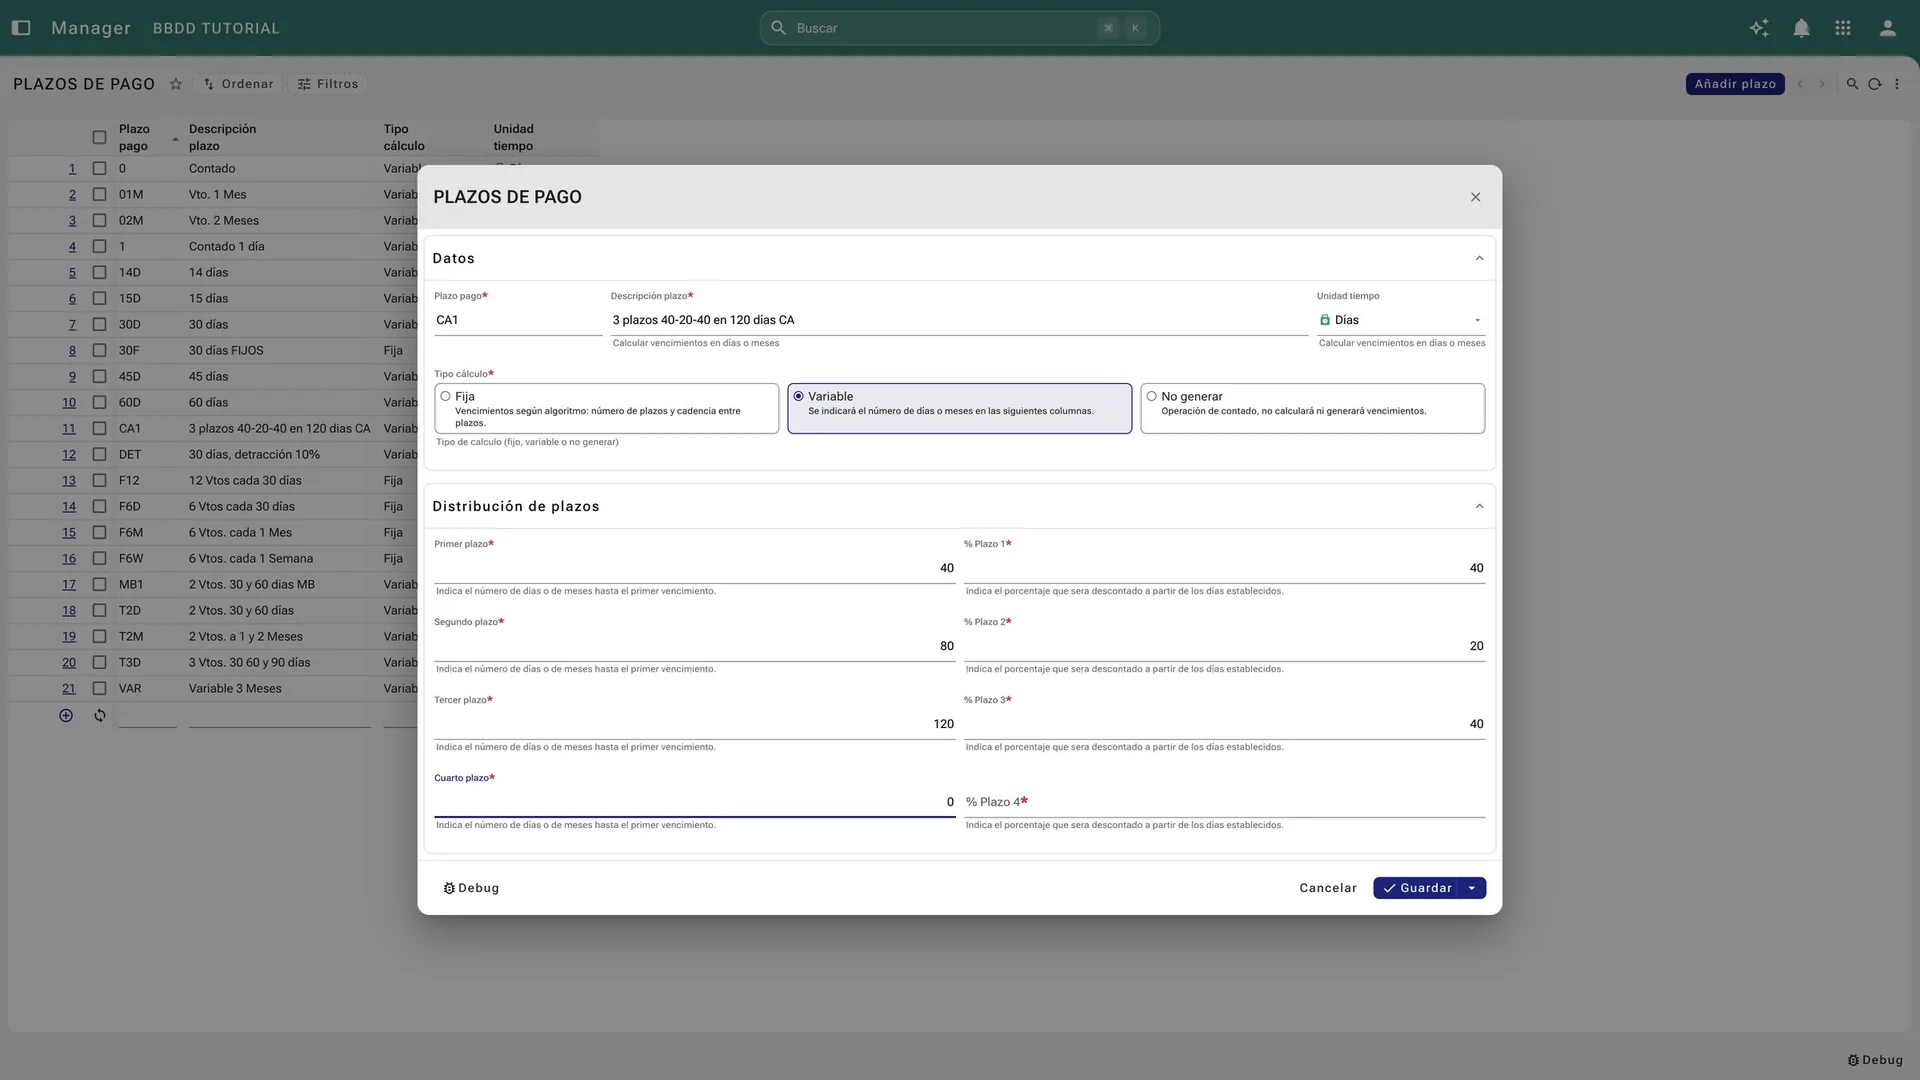 Manager BBDD TUTORIAL Buscar ⌘ K
PLAZOS DE PAGO Ordenar Filtros Añadir plazo
Plazo pago Descripción plazo Tipo cálculo Unidad tiempo
1 0 Contado Variabl
2 01M Vto. 1 Mes Variab
3 02M Vto. 2 Meses Variab
4 1 Contado 1 día Variab
5 14D 14 días Variab
6 15D 15 días Variab
7 30D 30 días Variab
8 30F 30 días FIJOS Fija
9 45D 45 días Variab
10 60D 60 días Variab
11 CA1 3 plazos 40-20-40 en 120 dias CA Variab
12 DET 30 dias, detracción 10% Variab
13 F12 12 Vtos cada 30 días Fija
14 F6D 6 Vtos cada 30 días Fija
15 F6M 6 Vtos. cada 1 Mes Fija
16 F6W 6 Vtos. cada 1 Semana Fija
17 MB1 2 Vtos. 30 y 60 dias MB Variab
18 T2D 2 Vtos. 30 y 60 días Variab
19 T2M 2 Vtos. a 1 y 2 Meses Variab
20 T3D 3 Vtos. 30 60 y 90 días Variab
21 VAR Variable 3 Meses Variab
PLAZOS DE PAGO
Datos
Plazo pago* Descripción plazo* Unidad tiempo
CA1 3 plazos 40-20-40 en 120 días CA Días
Calcular vencimientos en días o meses Calcular vencimientos en días o meses
Tipo cálculo*
Fija
Vencimientos según algoritmo: número de plazos y cadencia entre
plazos.
Variable
Se indicará el número de días o meses en las siguientes columnas.
No generar
Operación de contado, no calculará ni generará vencimientos.
Tipo de calculo (fijo, variable o no generar)
Distribución de plazos
Primer plazo* % Plazo 1*
40 40
Indica el número de días o de meses hasta el primer vencimiento. Indica el porcentaje que sera descontado a partir de los días establecidos.
Segundo plazo* % Plazo 2*
80 20
Indica el número de días o de meses hasta el primer vencimiento. Indica el porcentaje que sera descontado a partir de los días establecidos.
Tercer plazo* % Plazo 3*
120 40
Indica el número de días o de meses hasta el primer vencimiento. Indica el porcentaje que sera descontado a partir de los días establecidos.
Cuarto plazo*
0 % Plazo 4*
Indica el número de días o de meses hasta el primer vencimiento. Indica el porcentaje que sera descontado a partir de los días establecidos.
Debug Cancelar Guardar
Debug